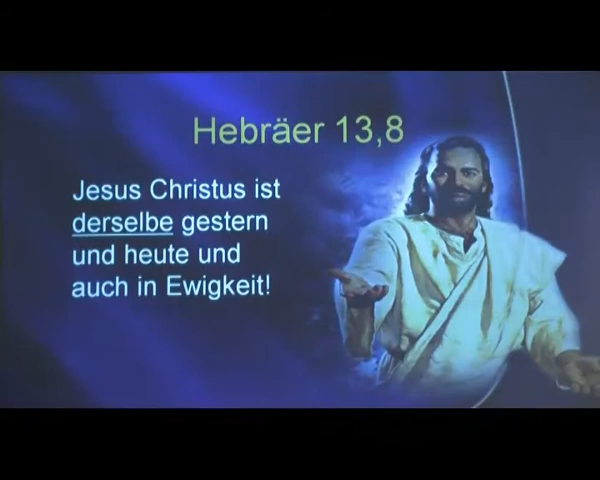 Hebräer 13,8
Jesus Christus ist
derselbe gestern
und heute und
auch in Ewigkeit!